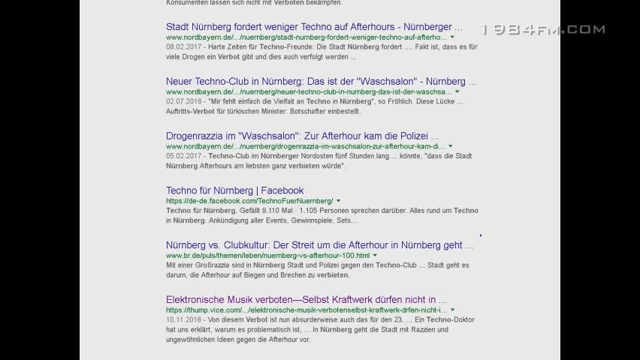 Konsumenten lassen sich nicht mit Verboten bekämpfen.
1984FM.COM
Stadt Nürnberg fordert weniger Techno auf Afterhours - Nürnberger ...
www.nordbayern.de/.../nuernberg/stadt-nurnberg-fordert-weniger-techno-auf-afterho...
08.02.2017 - Harte Zeiten für Techno-Freunde: Die Stadt Nürnberg fordert .... Fakt ist, dass es für
viele Drogen ein Verbot gibt und dies auch verfolgt werden ...
Neuer Techno-Club in Nürnberg: Das ist der "Waschsalon" - Nürnberg ...
www.nordbayern.de/.../nuernberg/neuer-techno-club-in-nurnberg-das-ist-der-waschsa...
02.07.2016 - "Mir fehlt einfach die Vielfalt an Techno in Nürnberg", so Fröhlich. Diese Lücke ....
Auftritts-Verbot für türkischen Minister: Botschafter einbestellt.
Drogenrazzia im "Waschsalon": Zur Afterhour kam die Polizei ...
www.nordbayern.de/.../nuernberg/drogenrazzia-im-waschsalon-zur-afterhour-kam-di...
05.02.2017 - Techno-Club im Nürnberger Nordosten fünf Stunden lang ... könnte, "dass die Stadt
Nürnberg Afterhours am liebsten ganz verbieten würde".
Techno für Nürnberg | Facebook
https://de-de.facebook.com/TechnoFuerNuernberg/
Techno für Nürnberg. Gefällt 9.110 Mal · 1.105 Personen sprechen darüber. Alles rund um Techno
in Nürnberg. Ankündigung aller Events, Gewinnspiele, Sets...
Nürnberg vs. Clubkultur: Der Streit um die Afterhour in Nürnberg geht ...
www.br.de/puls/themen/leben/nuernberg-vs-afterhour-100.html
Mit einer Großrazzia sind in Nürnberg Stadt und Polizei gegen den Techno-Club ... Stadt geht es
darum, die Afterhour auf Biegen und Brechen zu verbieten.
Elektronische Musik verboten—Selbst Kraftwerk dürfen nicht in ...
https://thump.vice.com/.../elektronische-musik-verbotenselbst-kraftwerk-drfen-nicht-i...
10.11.2016 - Von diesem Verbot ist nun absurderweise auch das für den 23. ... Ein Techno-Doktor
hat uns erklärt, warum es problematisch ist, ... In Nürnberg geht die Stadt mit Razzien und
ungewöhnlichen Ideen gegen die Afterhour vor.